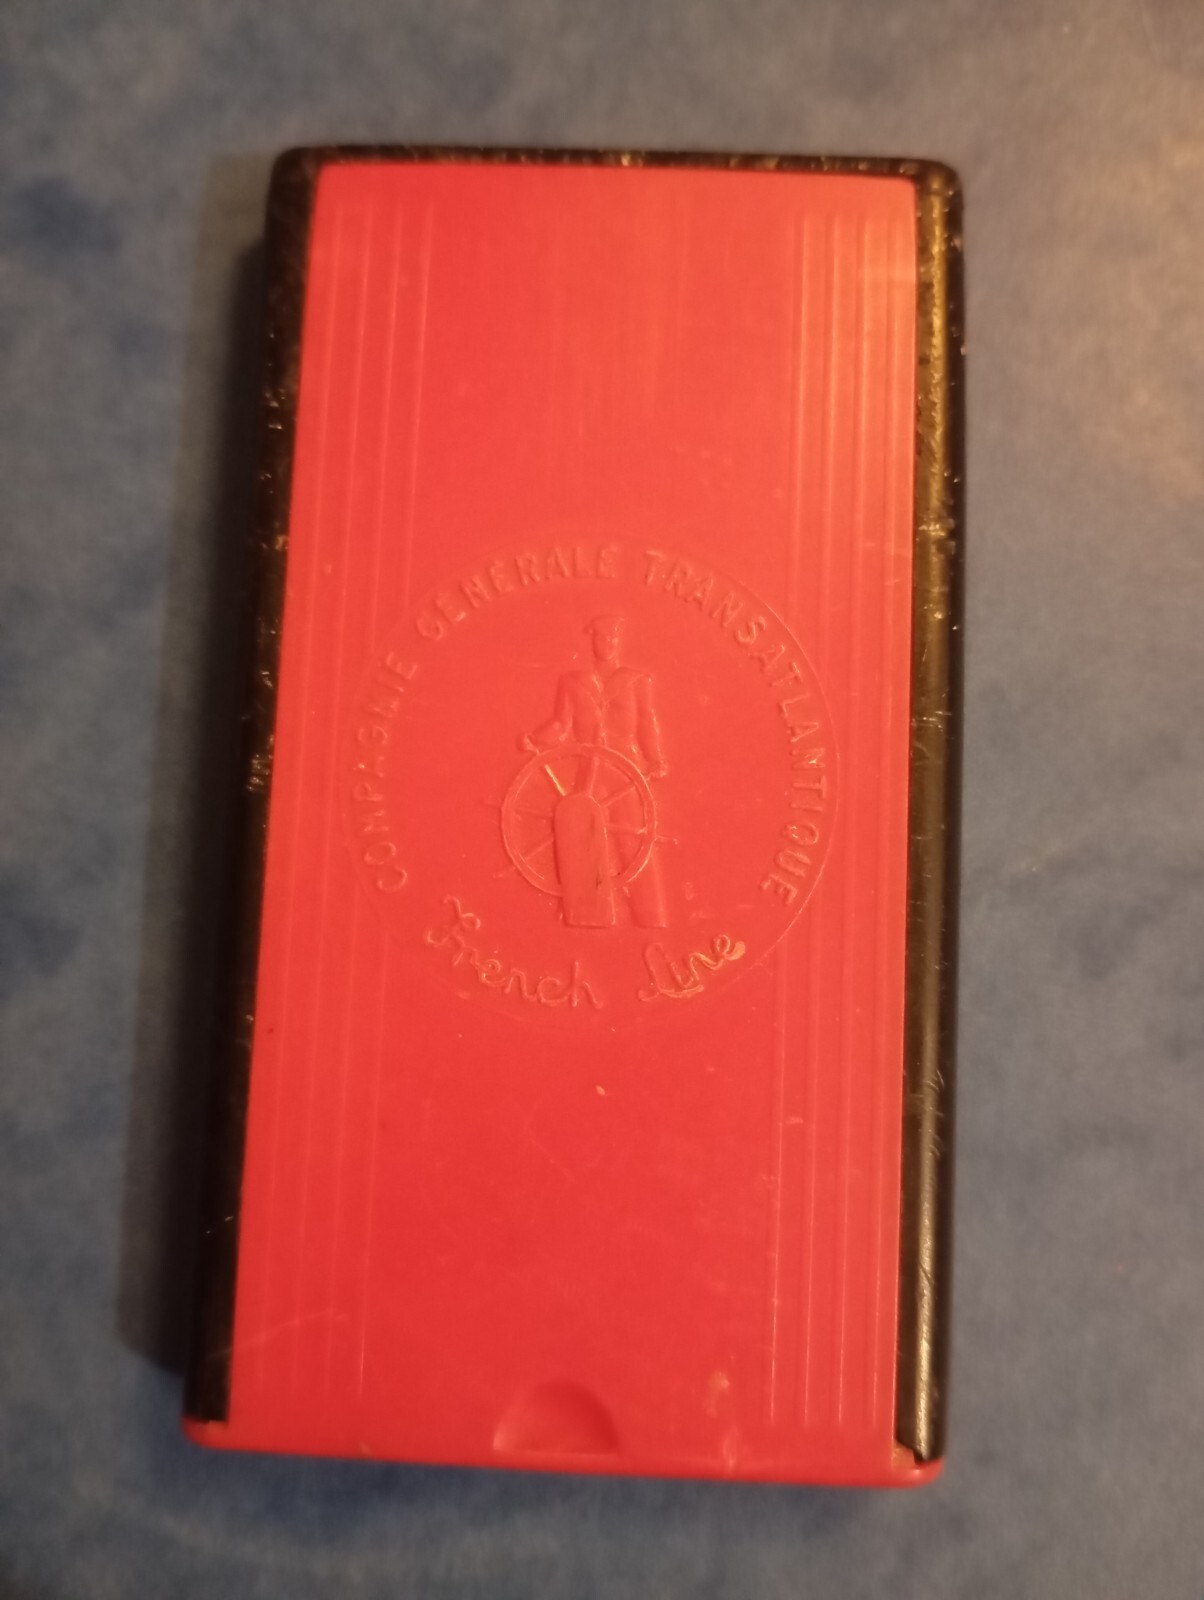 COMPAGNIE GENERALE TRANSATLANTIQUE
French Line